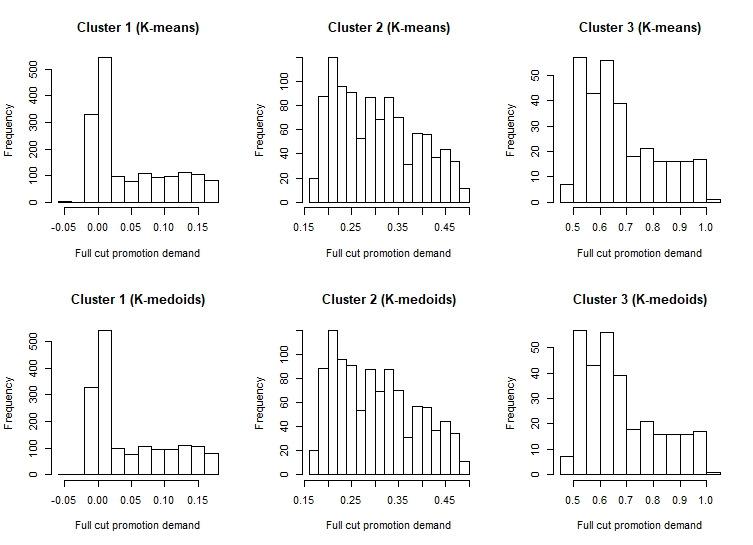 Cluster 1 (K-means)
Frequency
0 100 200 300 400 500
-0.05 0.00 0.05 0.10 0.15
Full cut promotion demand
Cluster 2 (K-means)
Frequency
0 20 40 60 80 100
0.15 0.25 0.35 0.45
Full cut promotion demand
Cluster 3 (K-means)
Frequency
0 10 20 30 40 50
0.5 0.6 0.7 0.8 0.9 1.0
Full cut promotion demand
Cluster 1 (K-medoids)
Frequency
0 100 200 300 400 500
-0.05 0.00 0.05 0.10 0.15
Full cut promotion demand
Cluster 2 (K-medoids)
Frequency
0 20 40 60 80 100
0.15 0.25 0.35 0.45
Full cut promotion demand
Cluster 3 (K-medoids)
Frequency
0 10 20 30 40 50
0.5 0.6 0.7 0.8 0.9 1.0
Full cut promotion demand